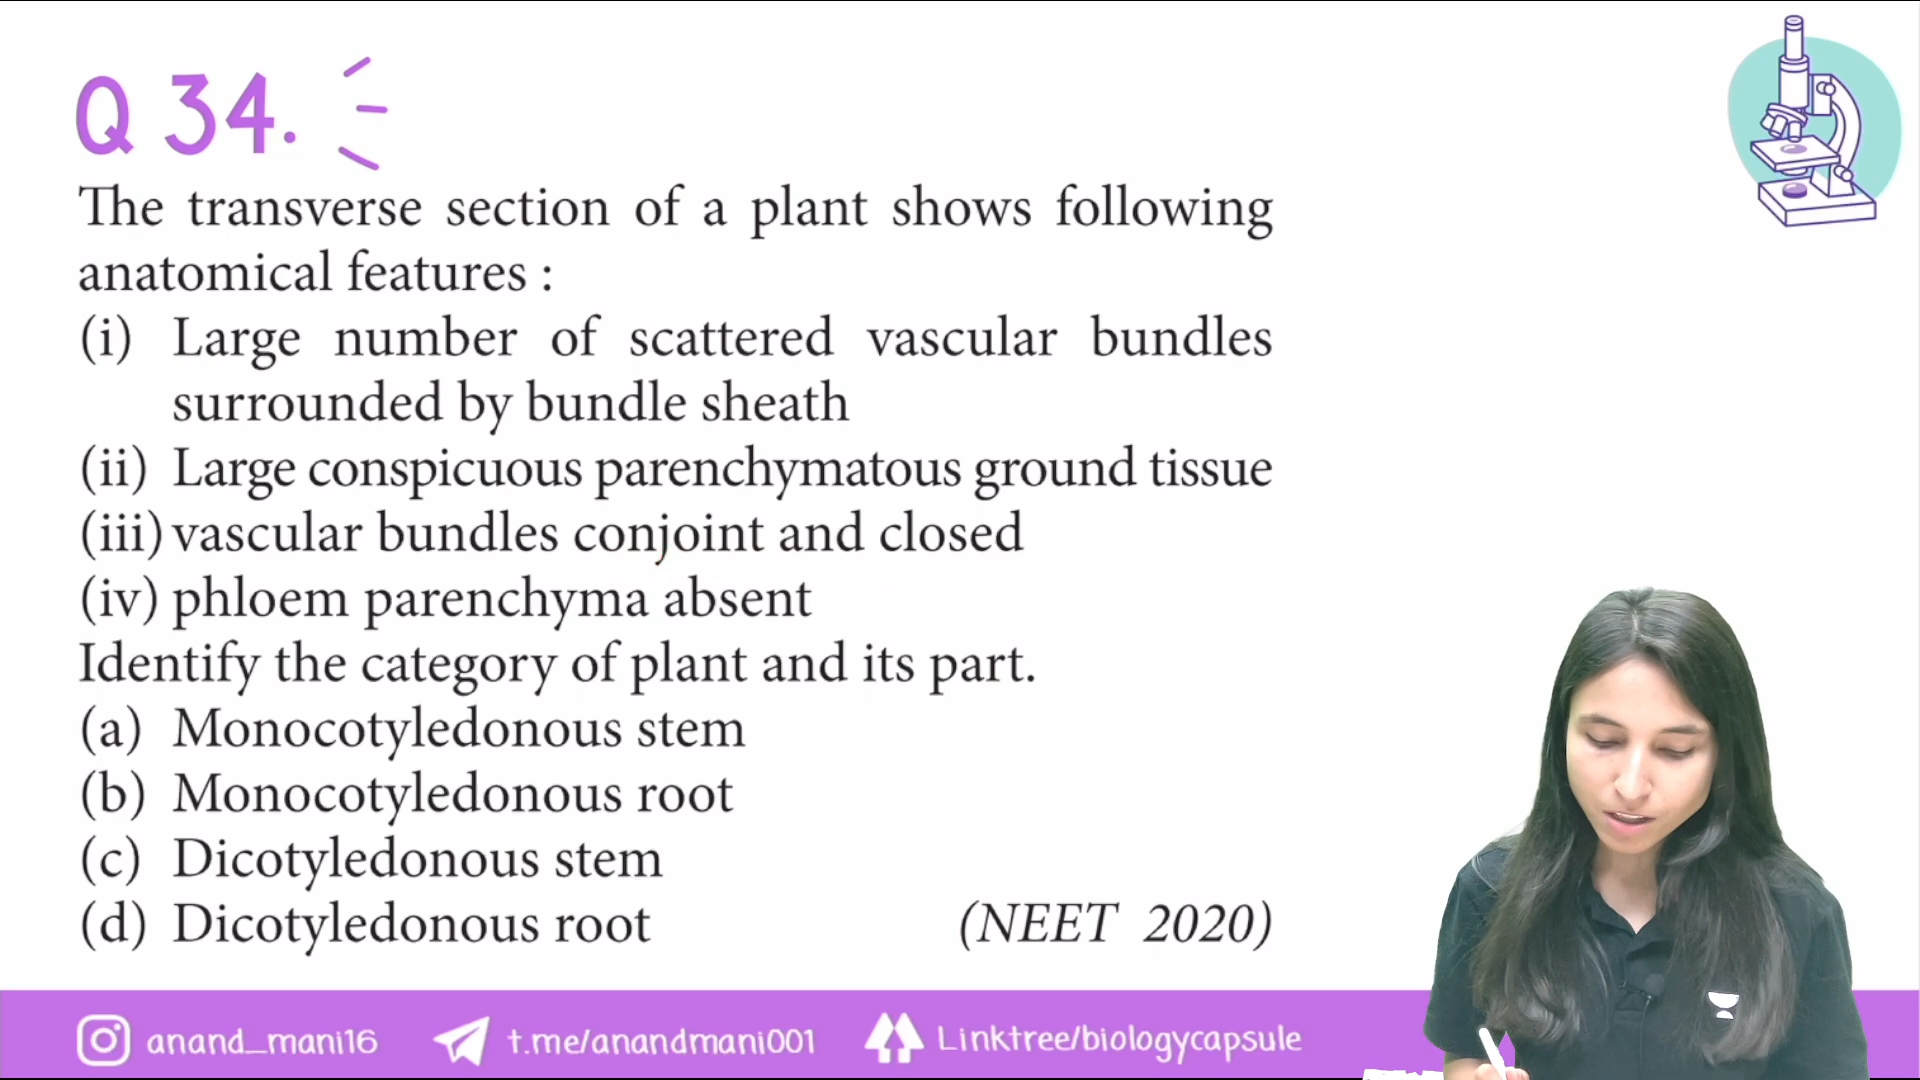 Q 34.
The transverse section of a plant shows following
anatomical features :
(i) Large number of scattered vascular bundles
surrounded by bundle sheath
(ii) Large conspicuous parenchymatous ground tissue
(iii) vascular bundles conjoint and closed
(iv) phloem parenchyma absent
Identify the category of plant and its part.
(a) Monocotyledonous stem
(b) Monocotyledonous root
(c) Dicotyledonous stem
(d) Dicotyledonous root (NEET 2020)
anand_mani16 t.me/anandmani001 Linktree/biologycapsule